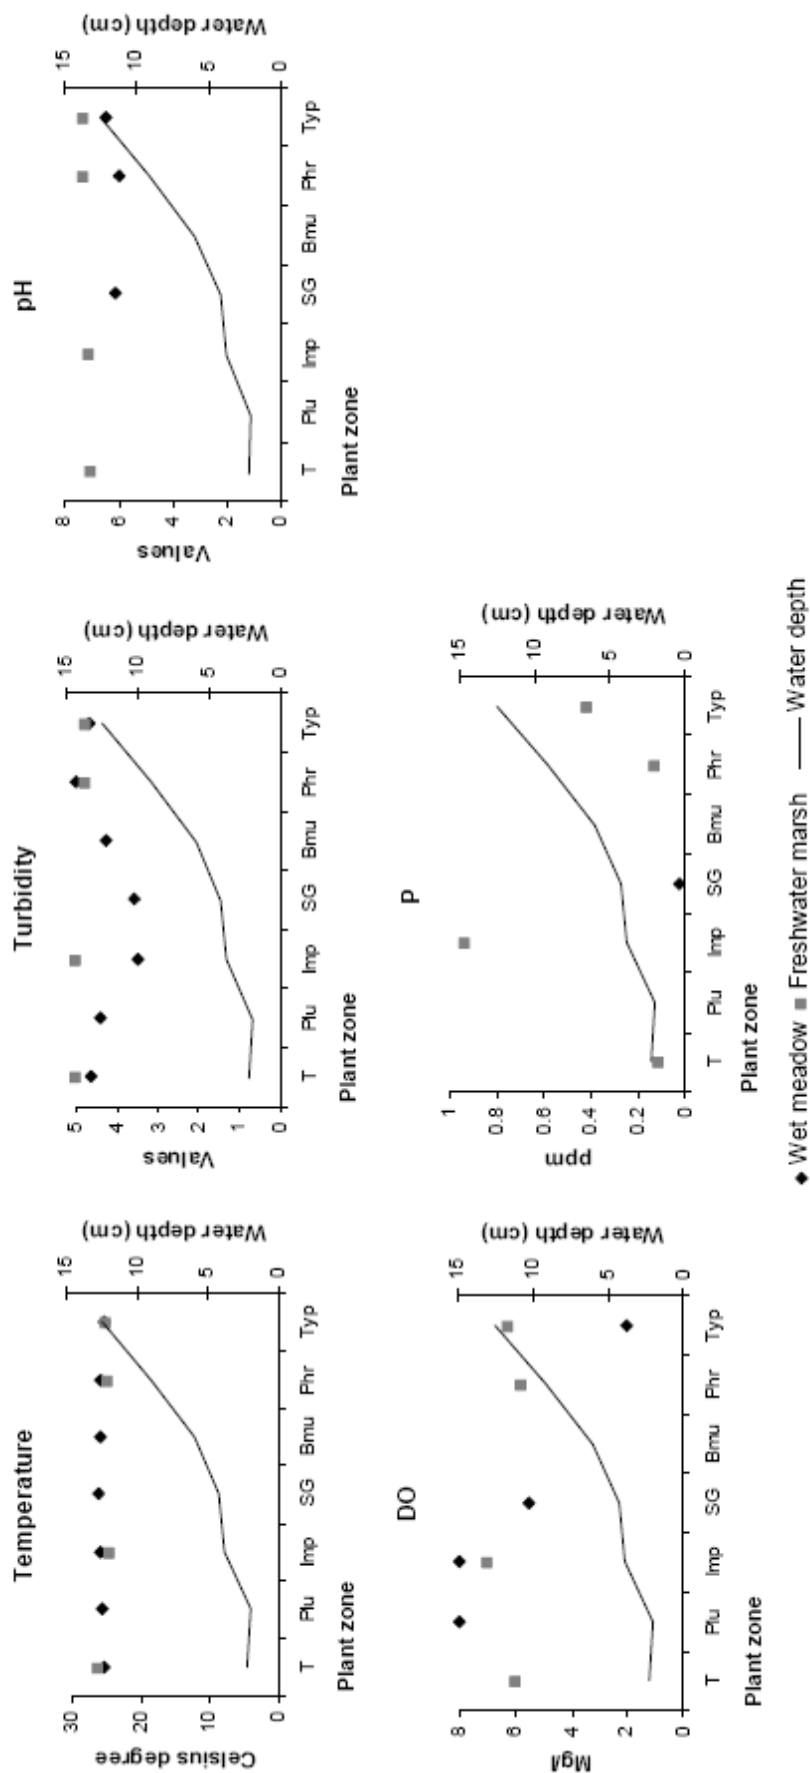 Temperature
30
20
10
0
Celsius degree
15
10
5
0
Water depth (cm)
T Plu Imp SG Bmu Phr Typ
Plant zone
Turbidity
5
4
3
2
1
0
Values
15
10
5
0
Water depth (cm)
T Plu Imp SG Bmu Phr Typ
Plant zone
pH
8
6
4
2
0
Values
15
10
5
0
Water depth (cm)
T Plu Imp SG Bmu Phr Typ
Plant zone
DO
8
6
4
2
0
Mg/l
15
10
5
0
Water depth (cm)
T Plu Imp SG Bmu Phr Typ
Plant zone
P
1
0.8
0.6
0.4
0.2
0
ppm
15
10
5
0
Water depth (cm)
T Plu Imp SG Bmu Phr Typ
Plant zone
Wet meadow Freshwater marsh Water depth